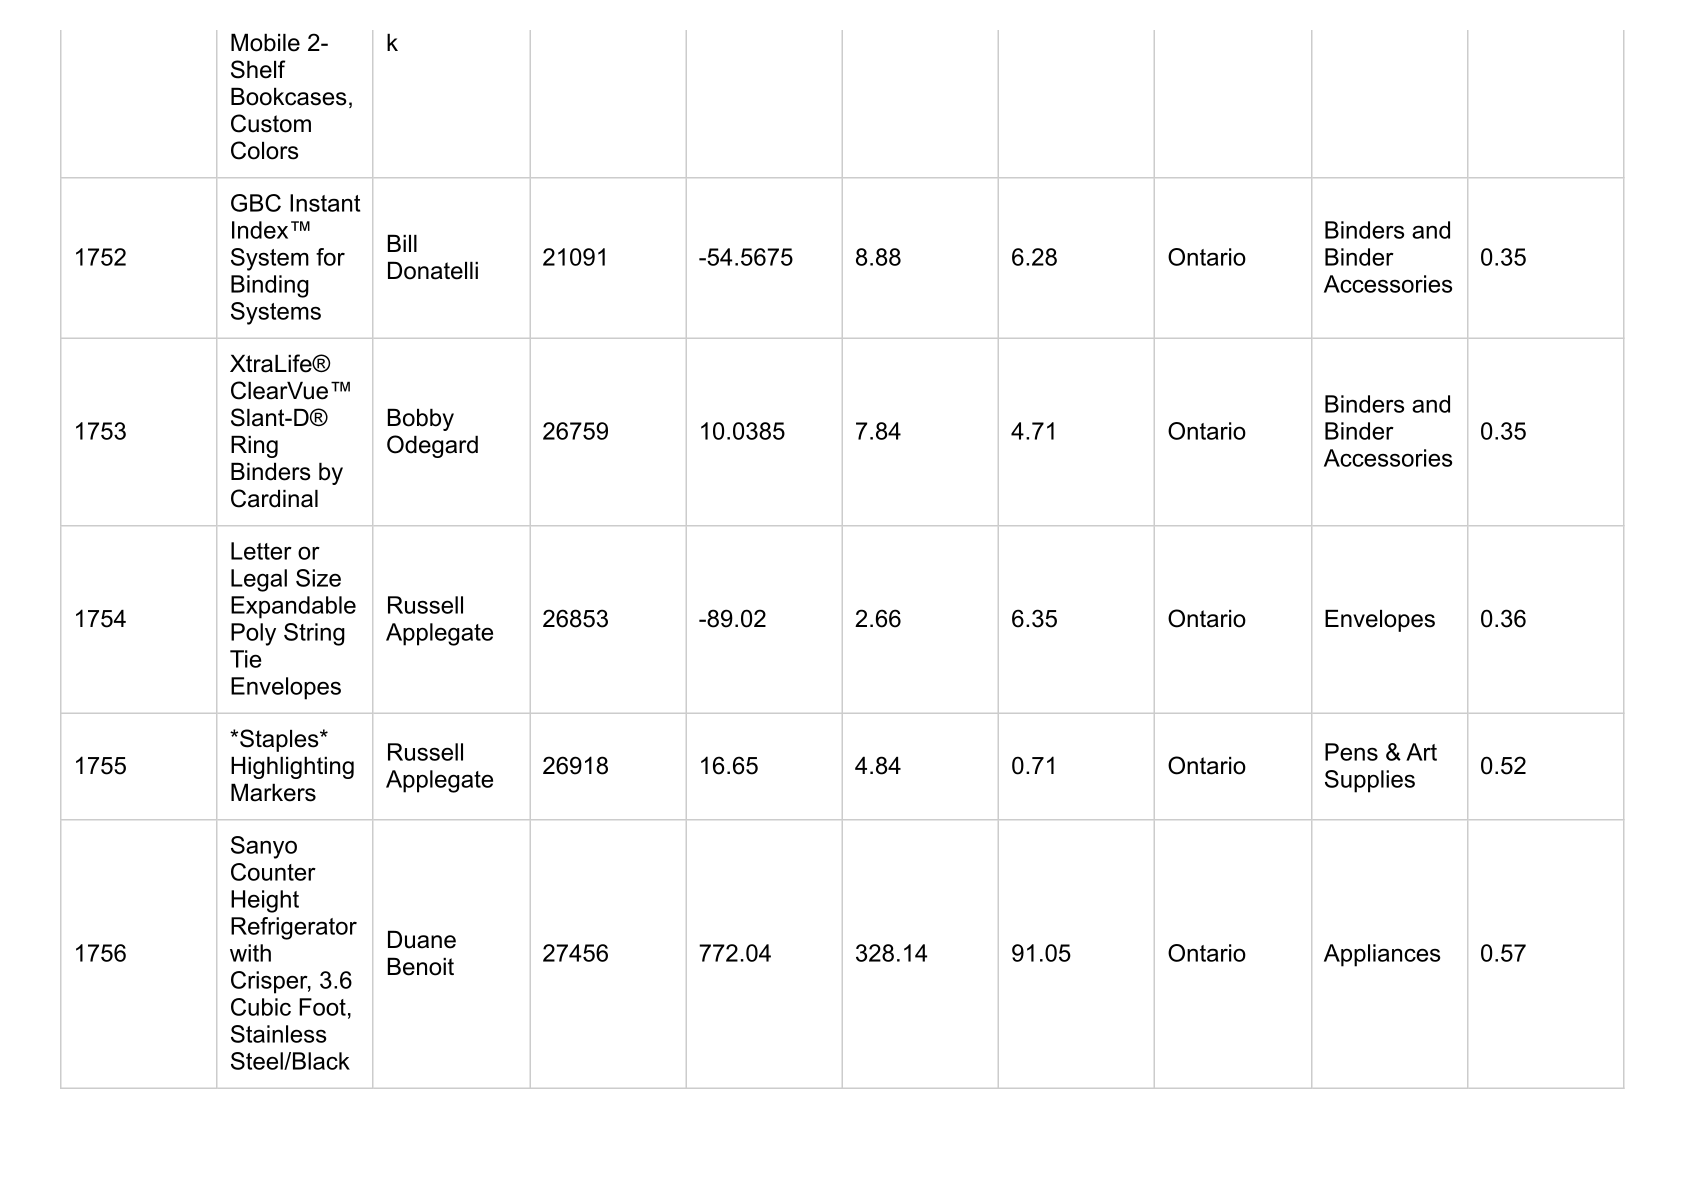 Mobile 2-
Shelf
Bookcases,
Custom
Colors
k
1752
GBC Instant
Index™
System for
Binding
Systems
Bill
Donatelli
21091
-54.5675
8.88
6.28
Ontario
Binders and
Binder
Accessories
0.35
1753
XtraLife®
ClearVue™
Slant-D®
Ring
Binders by
Cardinal
Bobby
Odegard
26759
10.0385
7.84
4.71
Ontario
Binders and
Binder
Accessories
0.35
1754
Letter or
Legal Size
Expandable
Poly String
Tie
Envelopes
Russell
Applegate
26853
-89.02
2.66
6.35
Ontario
Envelopes
0.36
1755
*Staples*
Highlighting
Markers
Russell
Applegate
26918
16.65
4.84
0.71
Ontario
Pens & Art
Supplies
0.52
1756
Sanyo
Counter
Height
Refrigerator
with
Crisper, 3.6
Cubic Foot,
Stainless
Steel/Black
Duane
Benoit
27456
772.04
328.14
91.05
Ontario
Appliances
0.57